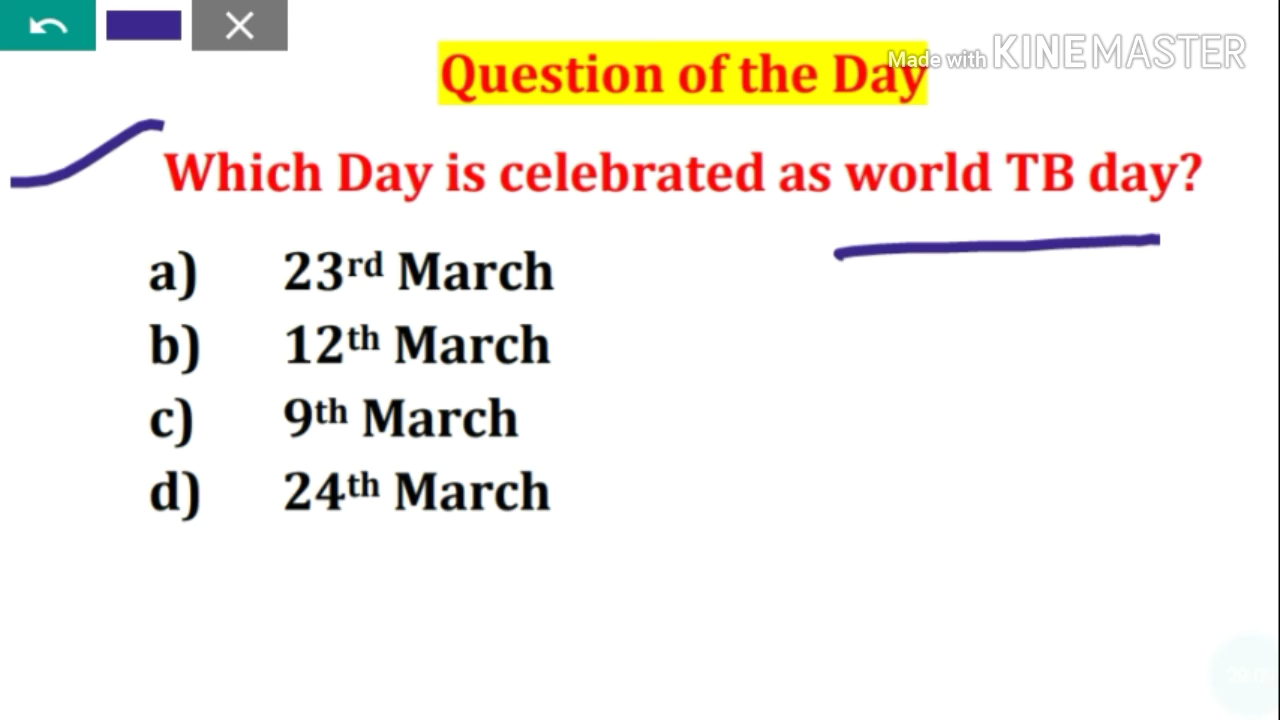 Made with KINEMASTER
Question of the Day
Which Day is celebrated as world TB day?
a) 23rd March
b) 12th March
c) 9th March
d) 24th March